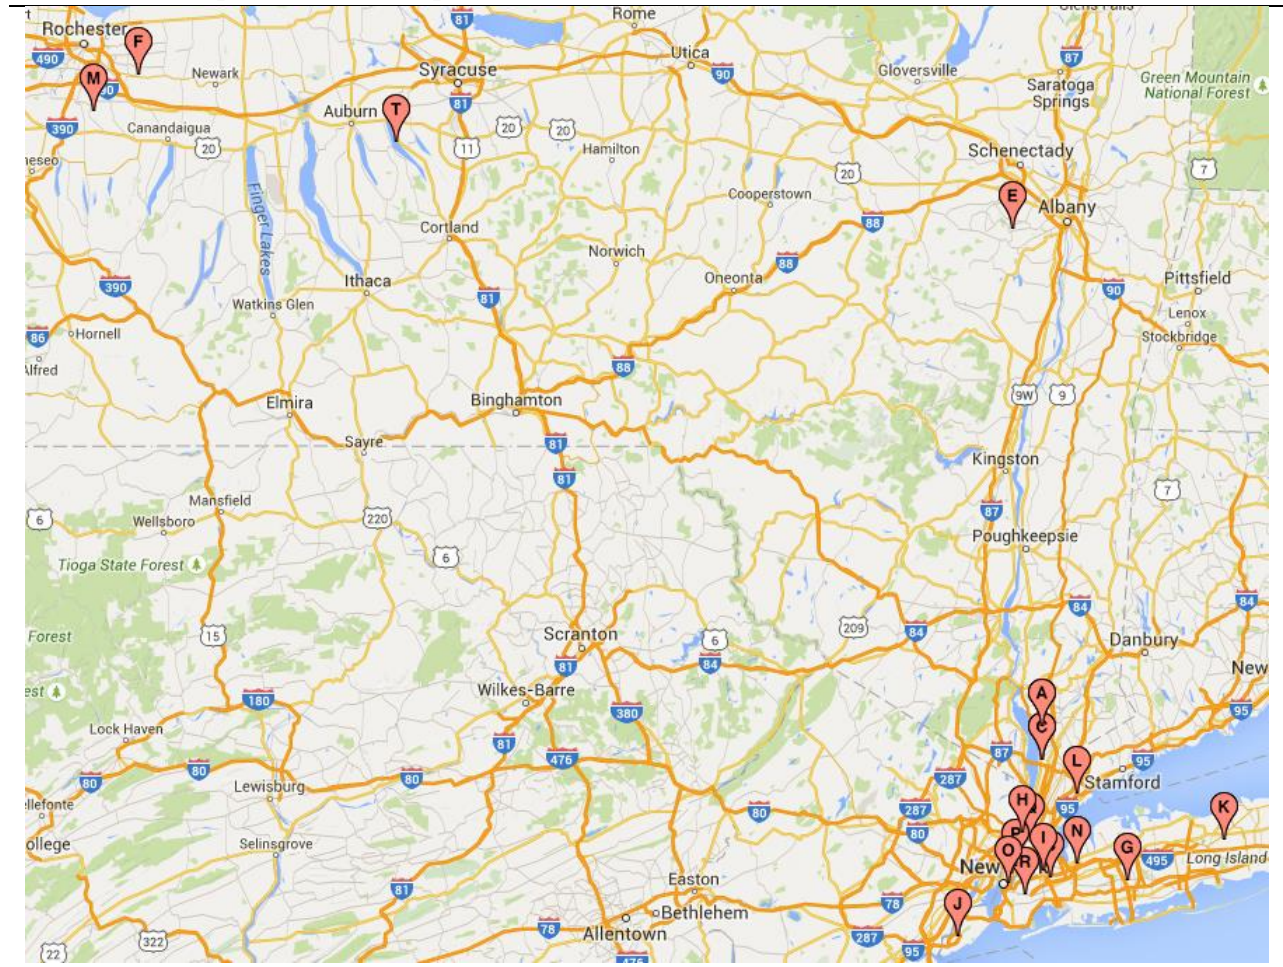 Rome
Rochester
81
F
Utica
87
490
Newark
Syracuse
90
Gloversville
Saratoga
Springs
Green Mountain
National Forest
M
90
81
Auburn
T
390
Canandaigua
20
20
20
11
Hamilton
Schenectady
20
7
Finger Lakes
Cooperstown
E
Albany
Cortland
88
Norwich
88
Ithaca
Oneonta
Pittsfield
390
81
90
Watkins Glen
Lenox
86
Hornell
Stockbridge
88
Elmira
Binghamton
9W
9
Sayre
81
Kingston
81
Mansfield
7
6
Wellsboro
220
87
Poughkeepsie
6
Tioga State Forest
84
84
15
Scranton
209
84
Forest
6
Danbury
81
84
New
Wilkes-Barre
A
180
380
95
Lock Haven
C
81
87
476
L
95
80
80
80
287
Stamford
Lewisburg
H
95
K
287
80
80
Selinsgrove
I
N
O
G
495
Long Island
R
New
81
Easton
78
J
Bethlehem
Allentown
78
322
287
22
95
476